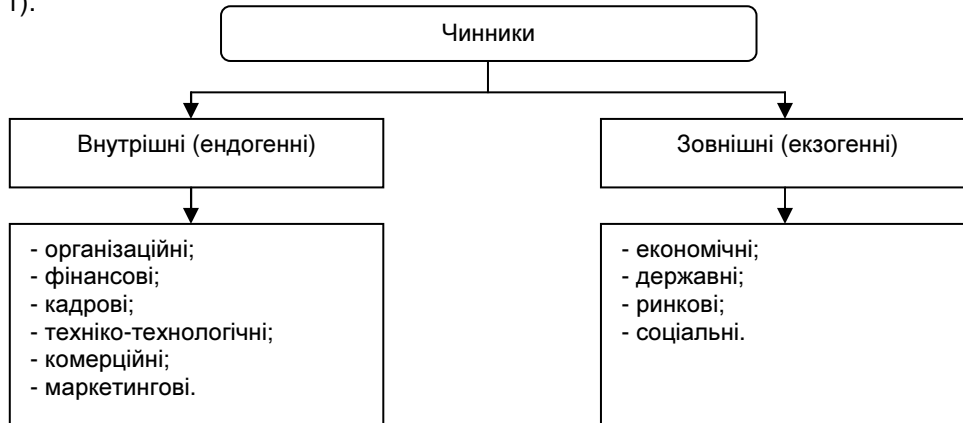 1).
Чинники
Внутрішні (ендогенні)
Зовнішні (екзогенні)
- організаційні;
- фінансові;
- кадрові;
- техніко-технологічні;
- комерційні;
- маркетингові.
- економічні;
- державні;
- ринкові;
- соціальні.